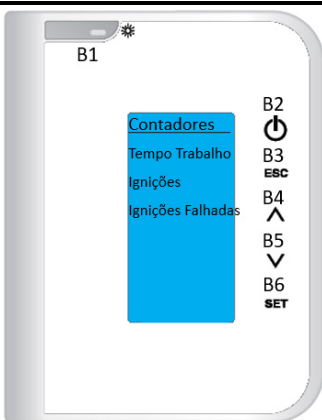 B1
Contadores
Tempo Trabalho
Ignições
Ignições Falhadas
B2
B3
ESC
B4
B5
B6
SET